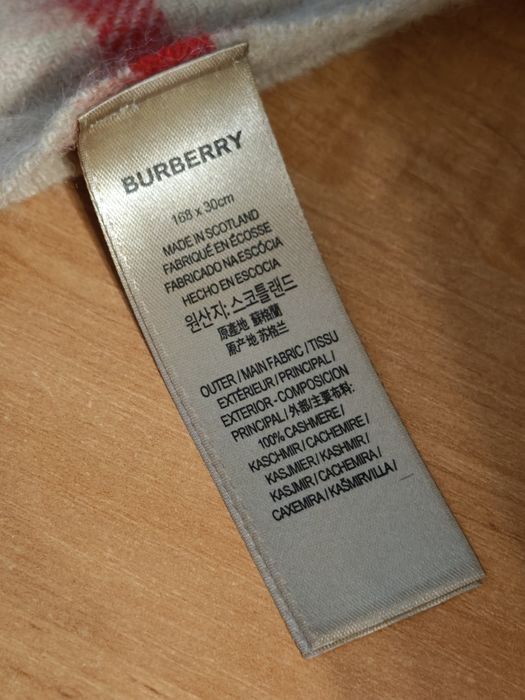 BURBERRY
168 x 30cm
MADE IN SCOTLAND
FABRIQUÉ EN ÉCOSSE
FABRICADO NA ESCÓCIA
HECHO EN ESCOCIA
원산지: 스코틀랜드
原産地 蘇格蘭
原产地 苏格兰
OUTER / MAIN FABRIC / TISSU
EXTÉRIEUR / PRINCIPAL /
EXTERIOR - COMPOSICION
PRINCIPAL / 外部/主要布料:
100% CASHMERE /
KASCHMIR / CACHEMIRE /
KASJMIER / KASHMIR /
KASJMIR / CACHEMIRA /
CAXEMIRA / KAŠMIRVILLA /